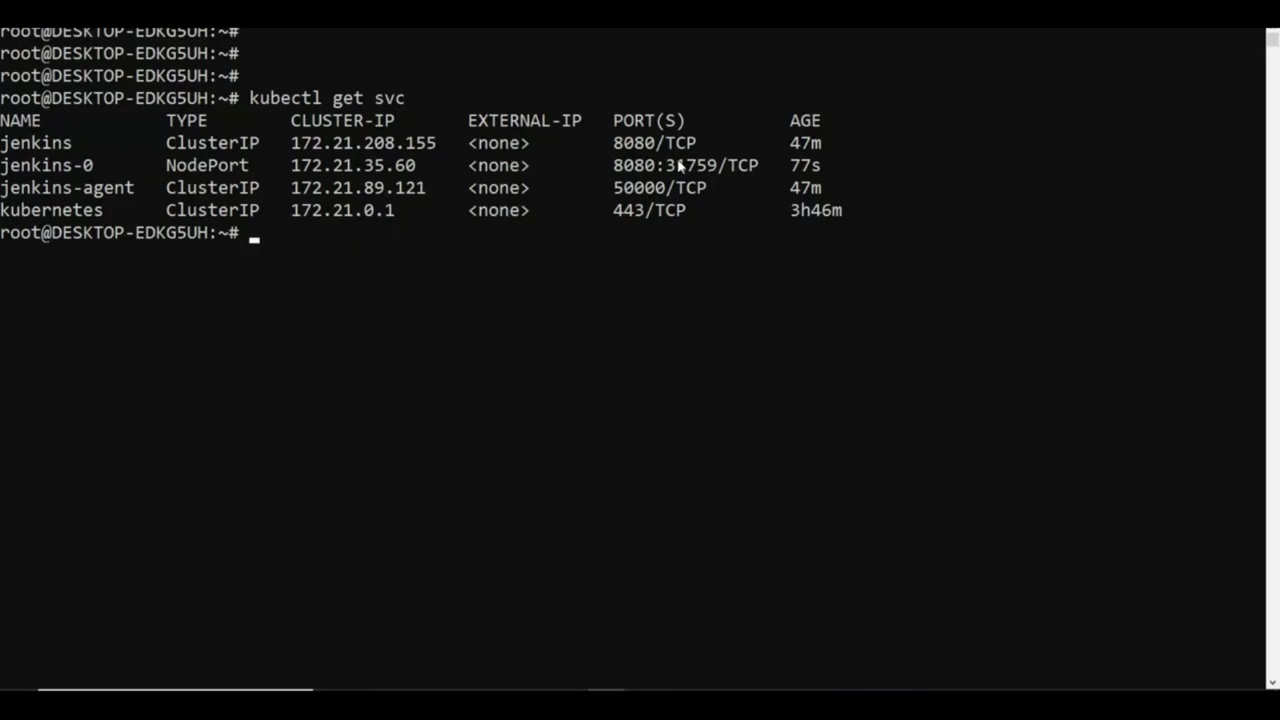 root@DESKTOP-EDKG5UH:~#
root@DESKTOP-EDKG5UH:~#
root@DESKTOP-EDKG5UH:~#
root@DESKTOP-EDKG5UH:~# kubectl get svc
NAME TYPE CLUSTER-IP EXTERNAL-IP PORT(S) AGE
jenkins ClusterIP 172.21.208.155 <none> 8080/TCP 47m
jenkins-0 NodePort 172.21.35.60 <none> 77s
jenkins-agent ClusterIP 172.21.89.121 <none> 50000/TCP 47m
kubernetes ClusterIP 172.21.0.1 <none> 443/TCP 3h46m
root@DESKTOP-EDKG5UH:~#